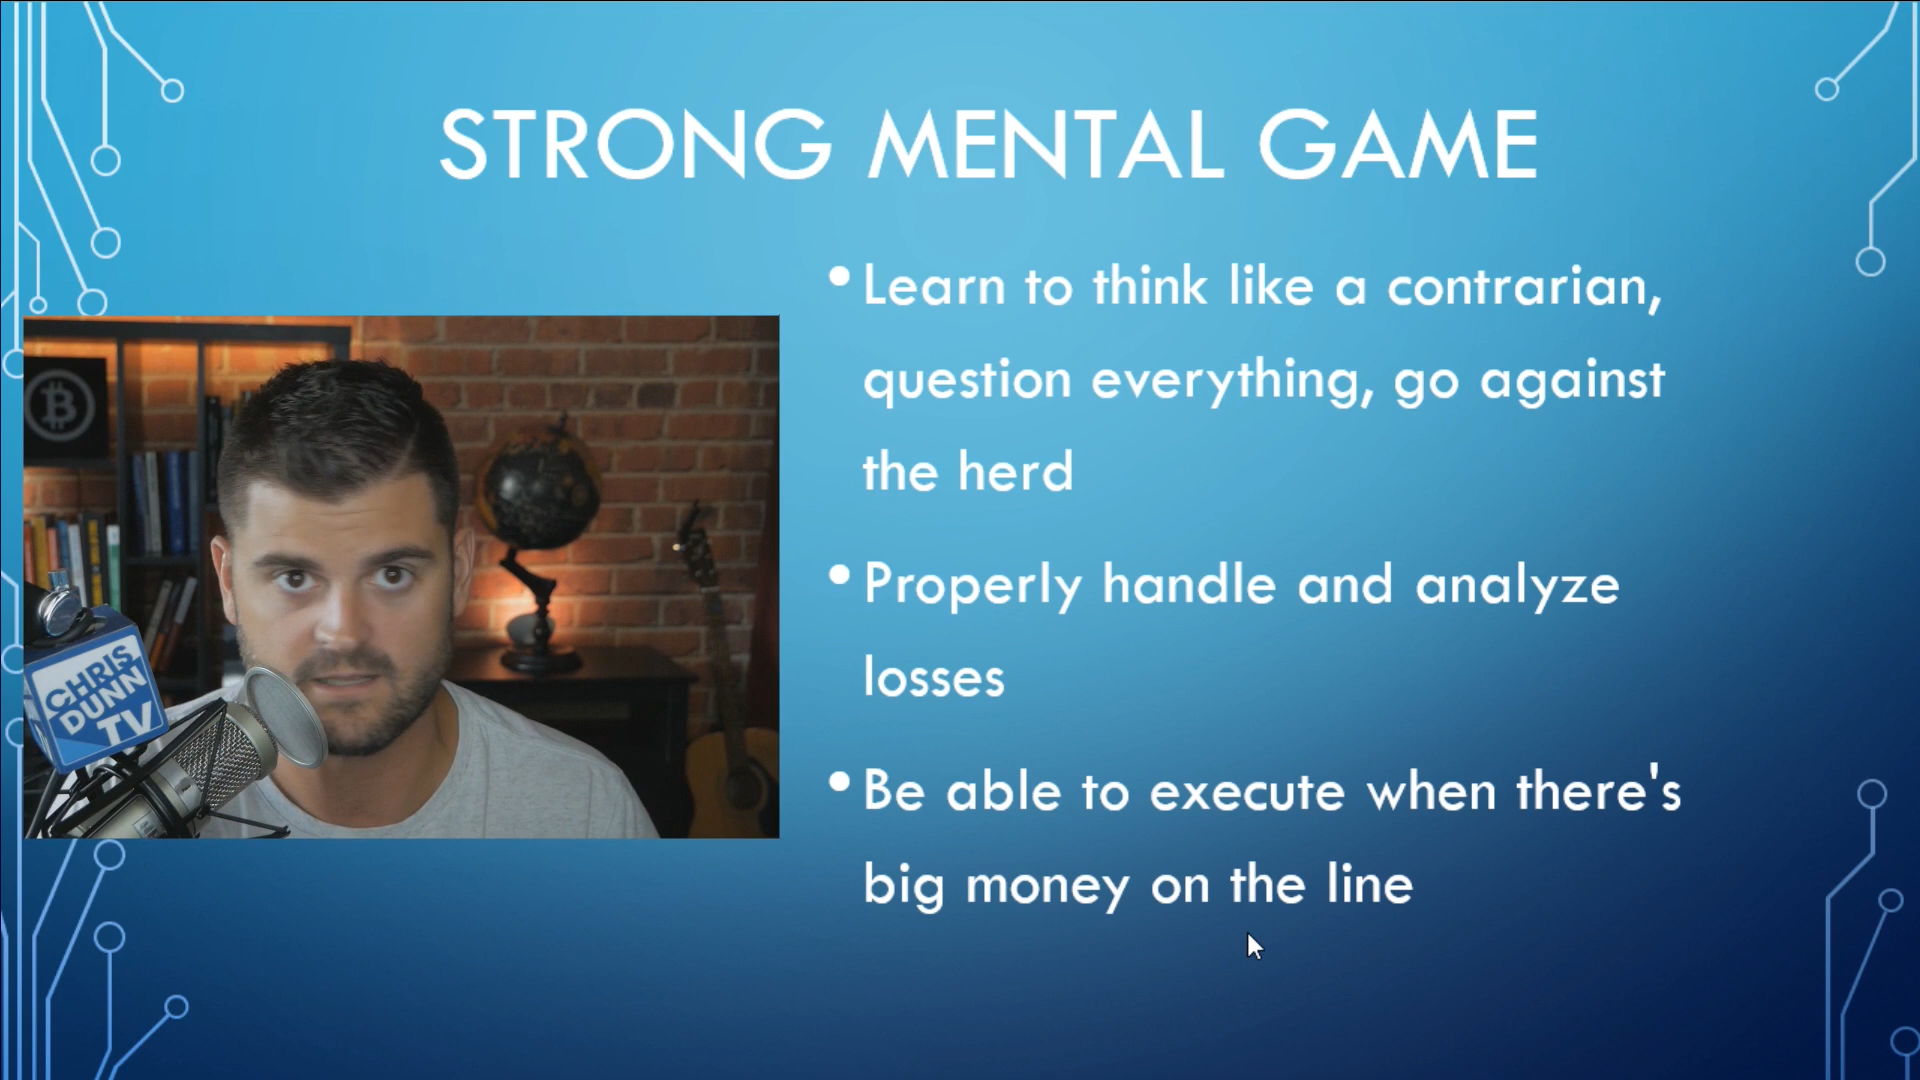 STRONG MENTAL GAME
• Learn to think like a contrarian,
question everything, go against
the herd
• Properly handle and analyze
losses
• Be able to execute when there's
big money on the line
CHRIS
DUNN
TV